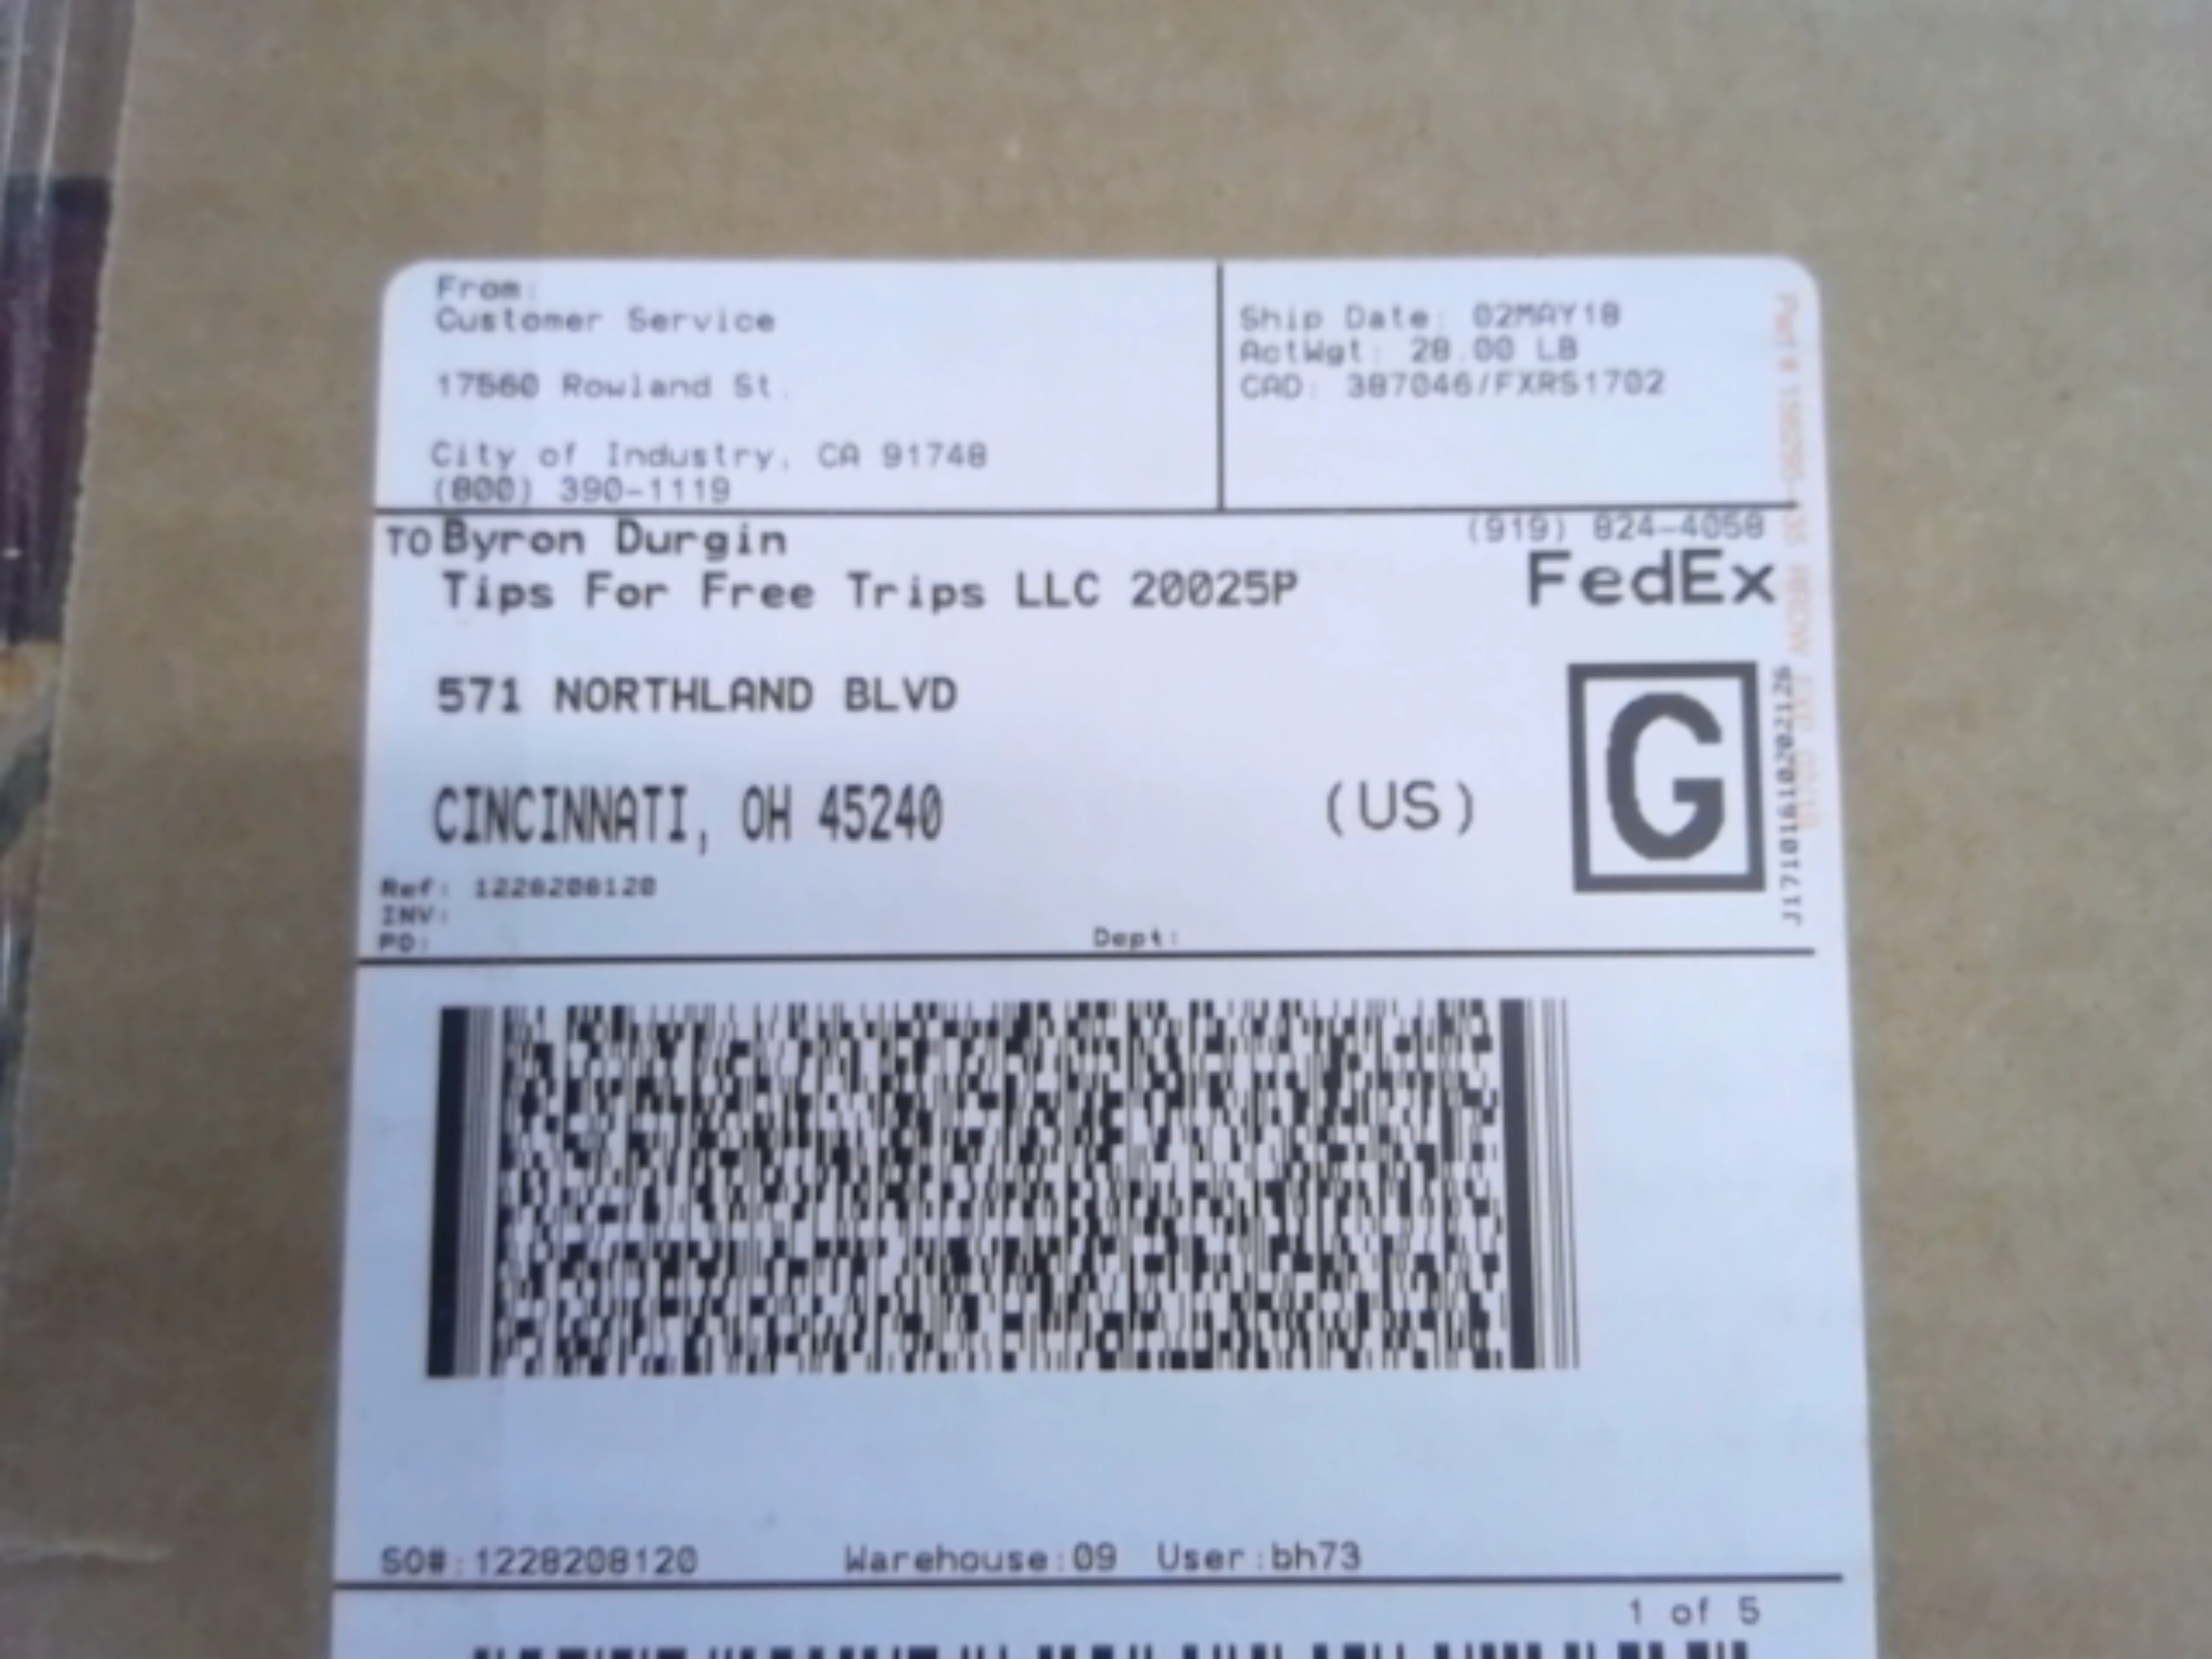 From:
Customer Service
17560 Rowland St.
City of Industry, CA 91748
(800) 390-1119
Ship Date: 02MAY18
ActWgt: 28.00 LB
CAD: 387046/FXRS1702
TO Byron Durgin
(919) 824-4058
Tips For Free Trips LLC 20025P
FedEx
571 NORTHLAND BLVD
G
CINCINNATI, OH 45240
(US)
Ref: 1228208120
INV:
PO:
Dept:
SO#:1228208120 Warehouse:09 User:bh73
1 of 5